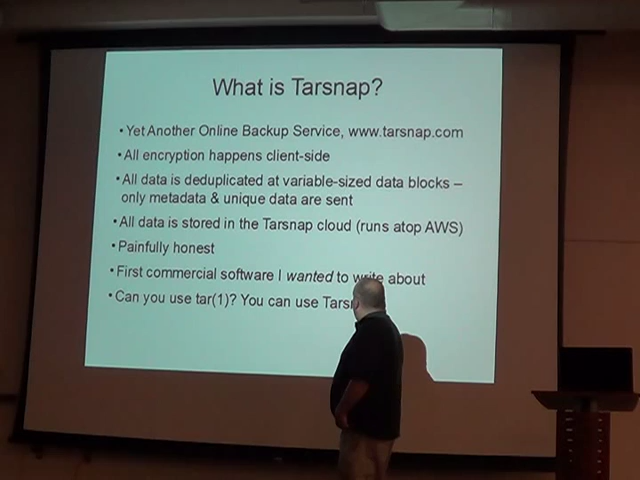 What is Tarsnap?
• Yet Another Online Backup Service, www.tarsnap.com
• All encryption happens client-side
• All data is deduplicated at variable-sized data blocks –
only metadata & unique data are sent
• All data is stored in the Tarsnap cloud (runs atop AWS)
• Painfully honest
• First commercial software I wanted to write about
• Can you use tar(1)? You can use